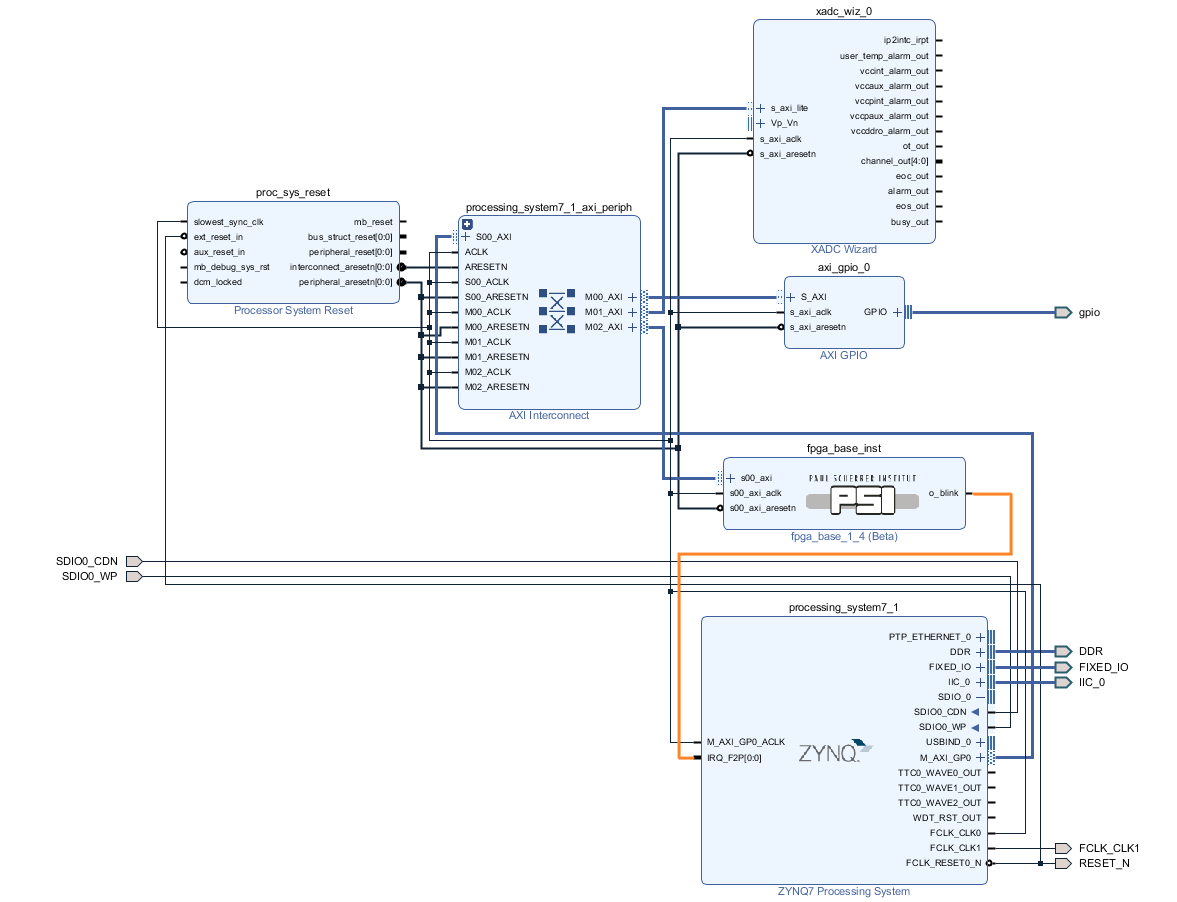 xadc_wiz_0
ip2intc_irpt
user_temp_alarm_out
vccint_alarm_out
vccaux_alarm_out
vccpint_alarm_out
vccpaux_alarm_out
vccddro_alarm_out
ot_out
channel_out[4:0]
eoc_out
alarm_out
eos_out
busy_out
s_axi_lite
Vp_Vn
s_axi_aclk
s_axi_aresetn
XADC Wizard
proc_sys_reset
slowest_sync_clk
ext_reset_in
aux_reset_in
mb_debug_sys_rst
dcm_locked
mb_reset
bus_struct_reset[0:0]
peripheral_reset[0:0]
interconnect_aresetn[0:0]
peripheral_aresetn[0:0]
Processor System Reset
processing_system7_1_axi_periph
S00_AXI
ACLK
ARESETN
S00_ACLK
S00_ARESETN
M00_ACLK
M00_ARESETN
M01_ACLK
M01_ARESETN
M02_ACLK
M02_ARESETN
M00_AXI
M01_AXI
M02_AXI
AXI Interconnect
axi_gpio_0
S_AXI
s_axi_aclk
s_axi_aresetn
GPIO
AXI GPIO
gpio
fpga_base_inst
s00_axi
s00_axi_aclk
s00_axi_aresetn
PAUL SCHERRER INSTITUT
PSI
o_blink
fpga_base_1_4 (Beta)
SDIO0_CDN
SDIO0_WP
processing_system7_1
M_AXI_GP0_ACLK
IRQ_F2P[0:0]
ZYNQ
PTP_ETHERNET_0
DDR
FIXED_IO
IIC_0
SDIO_0
SDIO0_CDN
SDIO0_WP
USBIND_0
M_AXI_GP0
TTC0_WAVE0_OUT
TTC0_WAVE1_OUT
TTC0_WAVE2_OUT
WDT_RST_OUT
FCLK_CLK0
FCLK_CLK1
FCLK_RESET0_N
ZYNQ7 Processing System
DDR
FIXED_IO
IIC_0
FCLK_CLK1
RESET_N